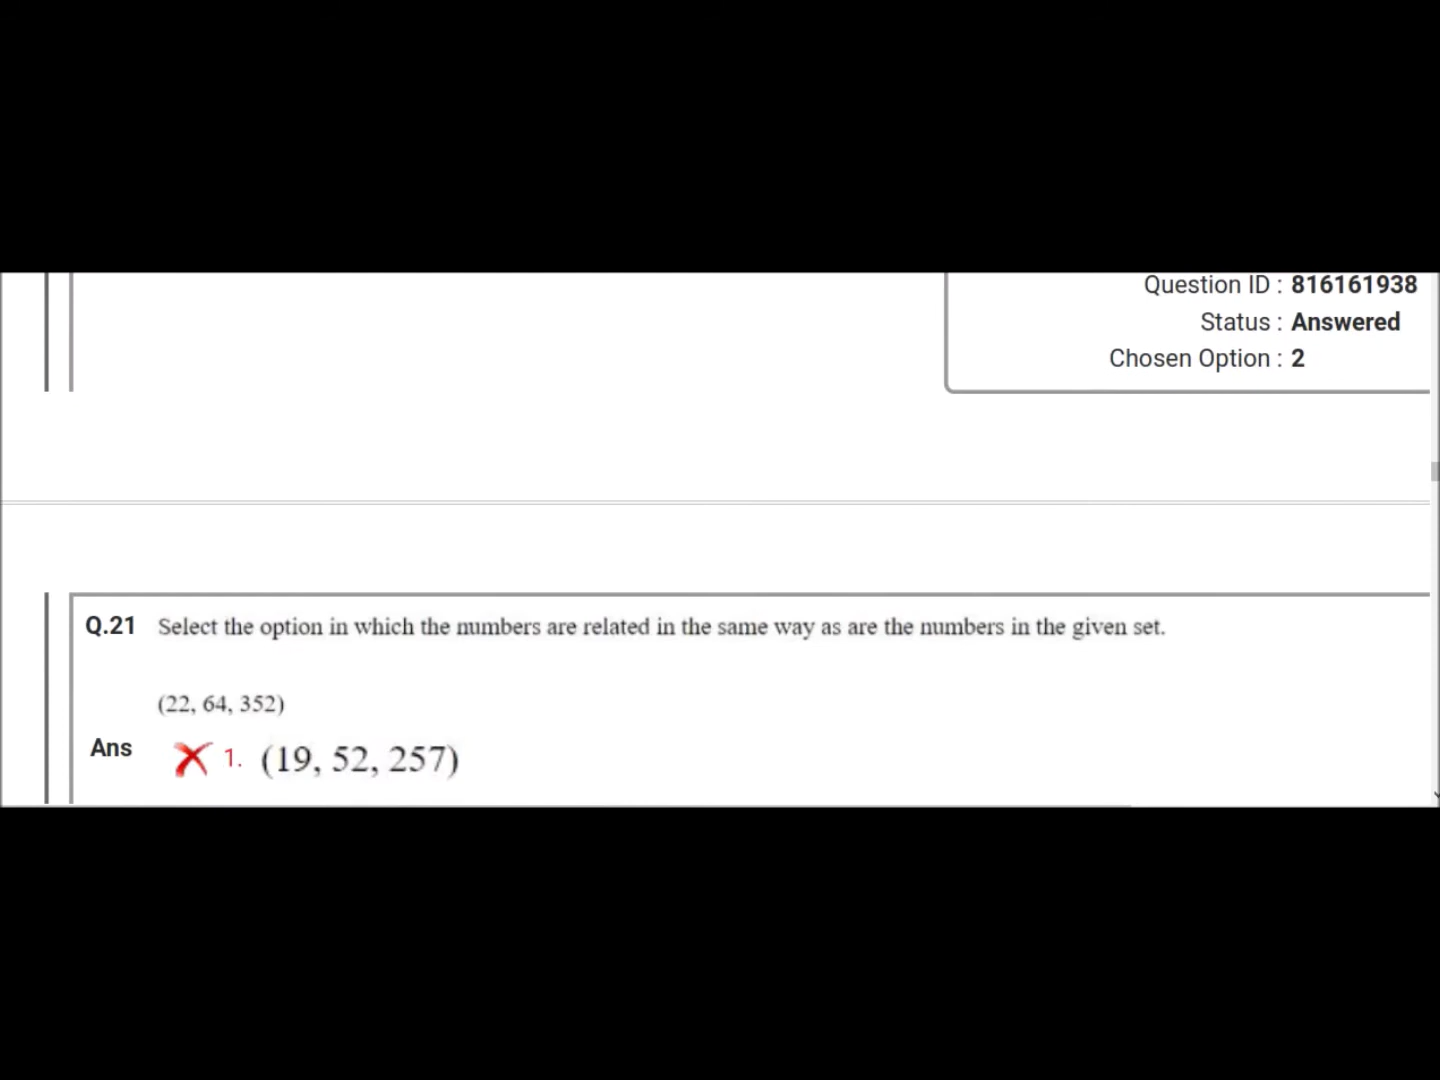 Question ID : 816161938
Status : Answered
Chosen Option : 2
Q.21 Select the option in which the numbers are related in the same way as are the numbers in the given set.
(22, 64, 352)
Ans 1. (19, 52, 257)